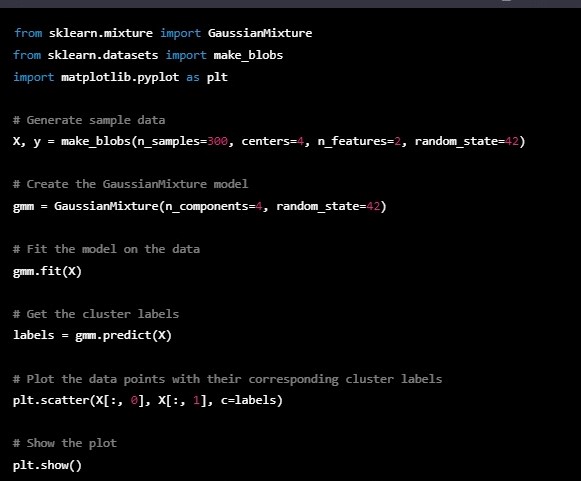 from sklearn.mixture import GaussianMixture
from sklearn.datasets import make_blobs
import matplotlib.pyplot as plt
# Generate sample data
X, y = make_blobs(n_samples=300, centers=4, n_features=2, random_state=42)
# Create the GaussianMixture model
gmm = GaussianMixture(n_components=4, random_state=42)
# Fit the model on the data
gmm.fit(X)
# Get the cluster labels
labels = gmm.predict(X)
# Plot the data points with their corresponding cluster labels
plt.scatter(X[:, 0], X[:, 1], c=labels)
# Show the plot
plt.show()